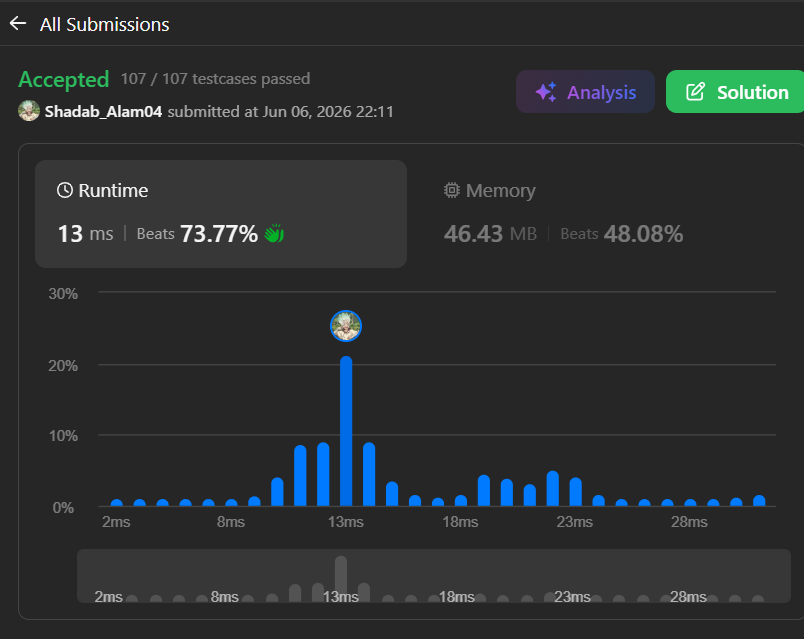 All Submissions
Accepted 107 / 107 testcases passed
Analysis
Solution
Shadab_Alam04 submitted at Jun 06, 2026 22:11
Runtime
13 ms | Beats 73.77%
Memory
46.43 MB | Beats 48.08%
30%
20%
10%
0%
2ms 8ms 13ms 18ms 23ms 28ms
2ms 8ms 13ms 18ms 23ms 28ms